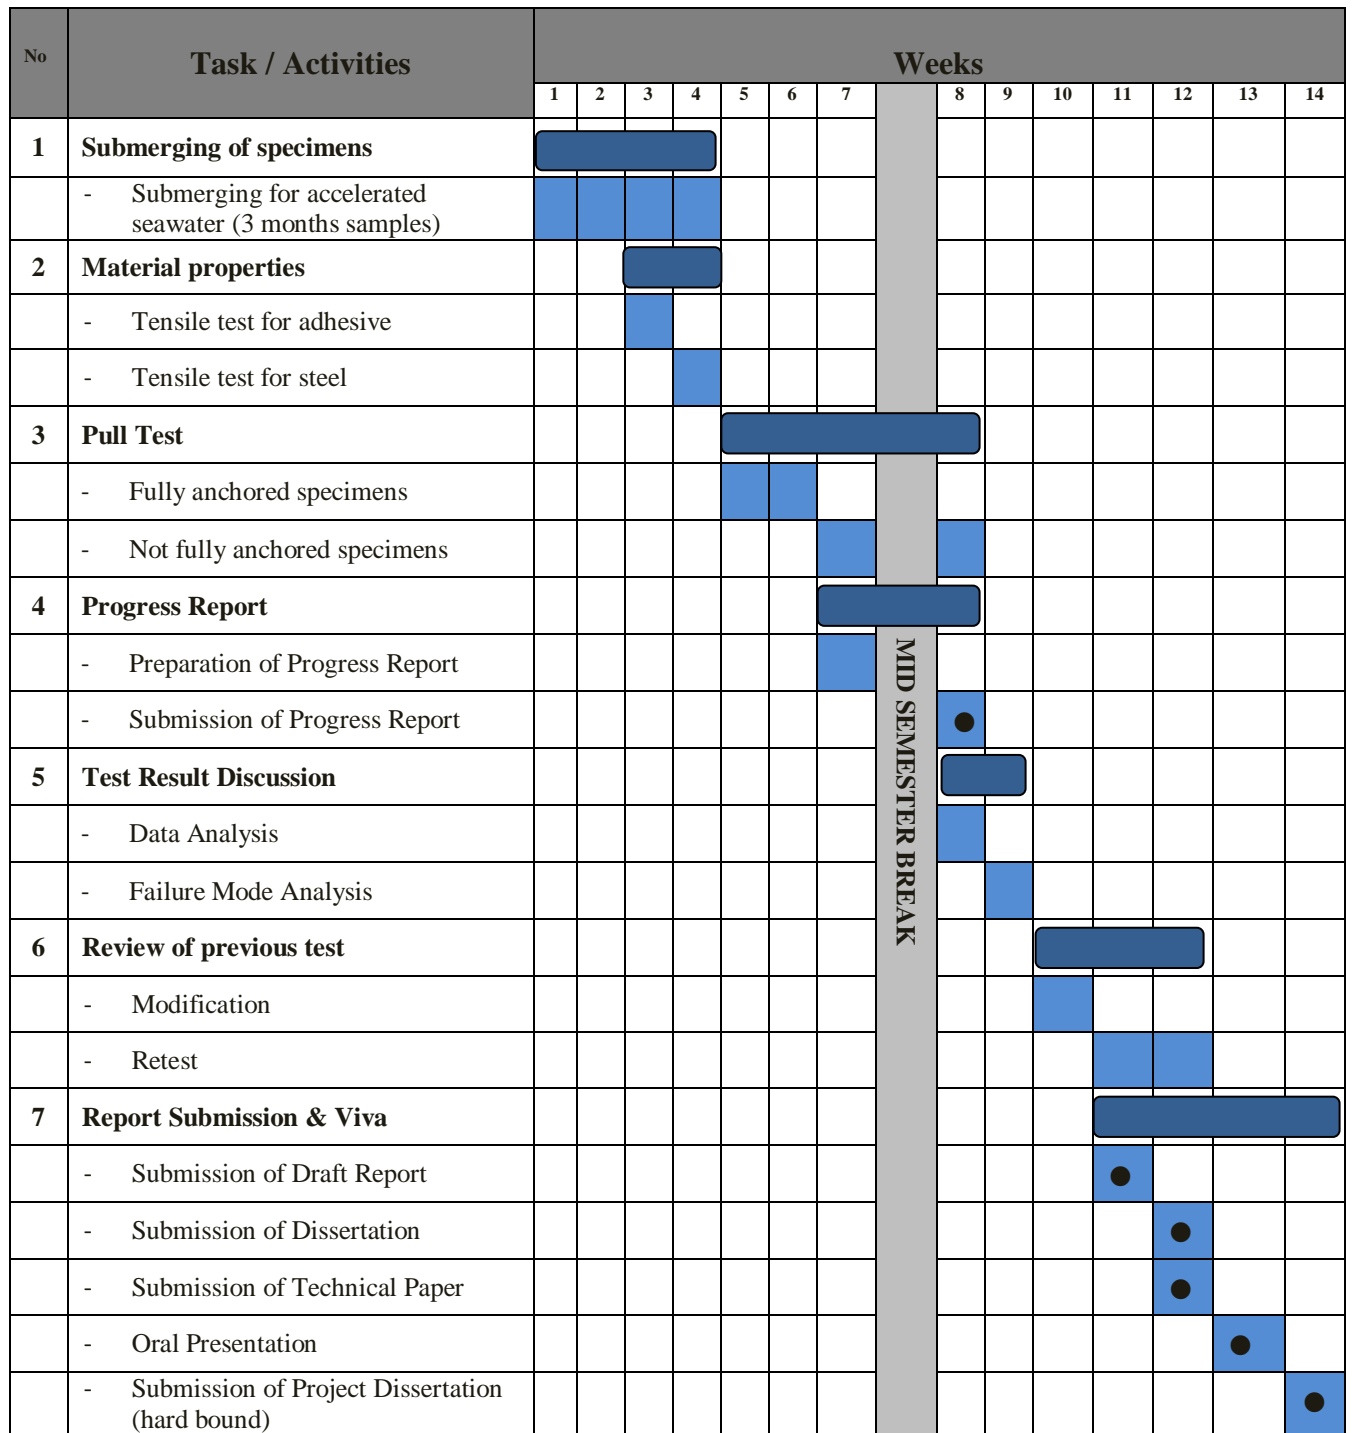 No Task / Activities Weeks
1 2 3 4 5 6 7 8 9 10 11 12 13 14
1 Submerging of specimens
- Submerging for accelerated
seawater (3 months samples)
2 Material properties
- Tensile test for adhesive
- Tensile test for steel
3 Pull Test
- Fully anchored specimens
- Not fully anchored specimens
4 Progress Report
- Preparation of Progress Report
- Submission of Progress Report
5 Test Result Discussion
- Data Analysis
- Failure Mode Analysis
6 Review of previous test
- Modification
- Retest
7 Report Submission & Viva
- Submission of Draft Report
- Submission of Dissertation
- Submission of Technical Paper
- Oral Presentation
- Submission of Project Dissertation
(hard bound)
MID SEMESTER BREAK